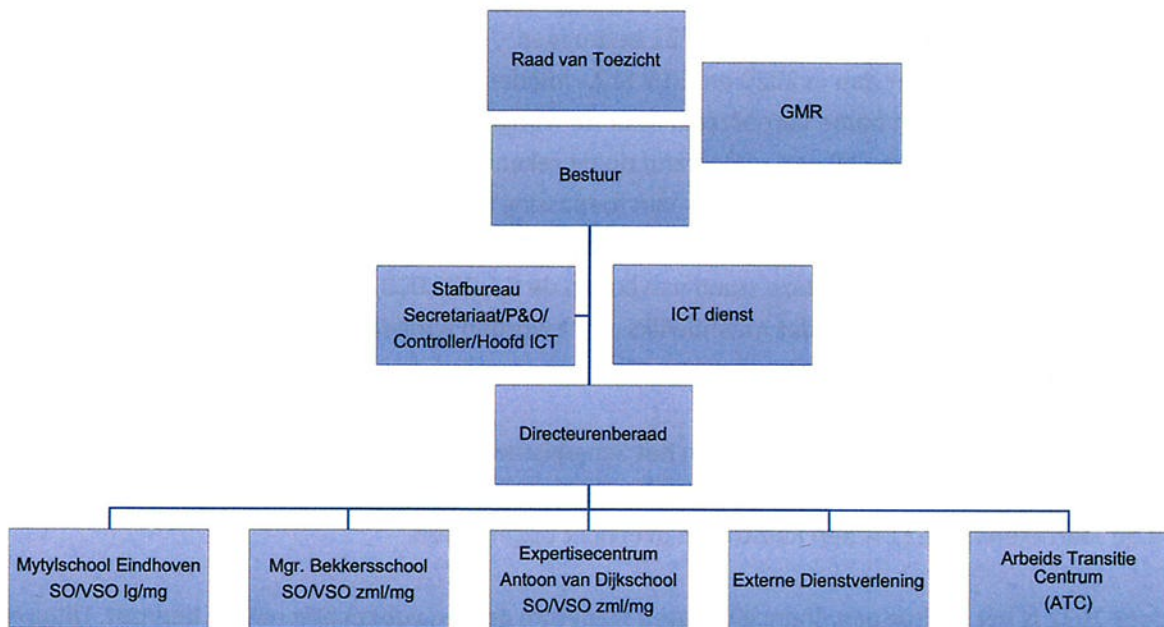 Raad van Toezicht
GMR
Bestuur
Stafbureau
Secretariaat/P&O/
Controller/Hoofd ICT
ICT dienst
Directeurenberaad
Mytylschool Eindhoven
SO/VSO lg/mg
Mgr. Bekkersschool
SO/VSO zml/mg
Expertisecentrum
Antoon van Dijkschool
SO/VSO zml/mg
Externe Dienstverlening
Arbeids Transitie
Centrum
(ATC)